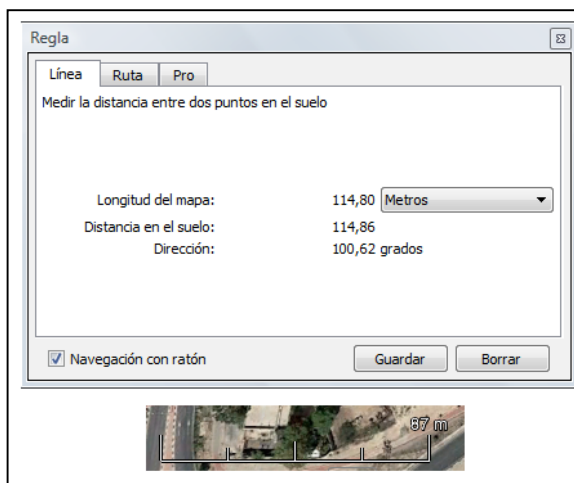 Regla
Línea Ruta Pro
Medir la distancia entre dos puntos en el suelo
Longitud del mapa: 114,80 Metros
Distancia en el suelo: 114,86
Dirección: 100,62 grados
Navegación con ratón Guardar Borrar
87 m